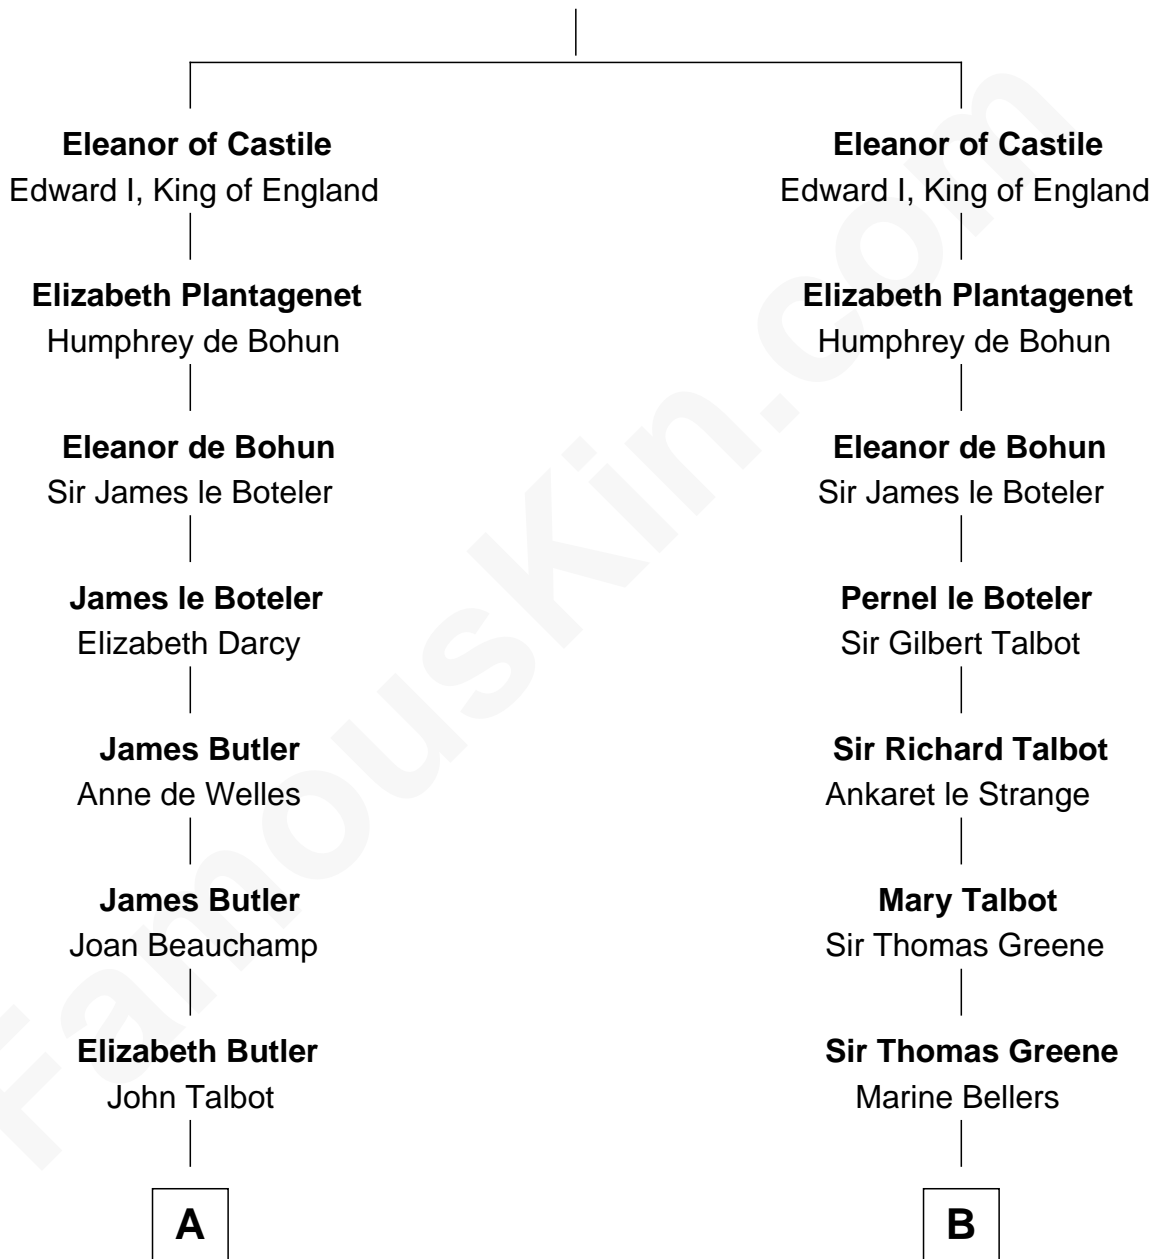 Eleanor of Castile
Edward I, King of England
Elizabeth Plantagenet
Humphrey de Bohun
Eleanor de Bohun
Sir James le Boteler
James le Boteler
Elizabeth Darcy
James Butler
Anne de Welles
James Butler
Joan Beauchamp
Elizabeth Butler
John Talbot
A
Eleanor of Castile
Edward I, King of England
Elizabeth Plantagenet
Humphrey de Bohun
Eleanor de Bohun
Sir James le Boteler
Pernel le Boteler
Sir Gilbert Talbot
Sir Richard Talbot
Ankaret le Strange
Mary Talbot
Sir Thomas Greene
Sir Thomas Greene
Marine Bellers
B
FamousKin.com